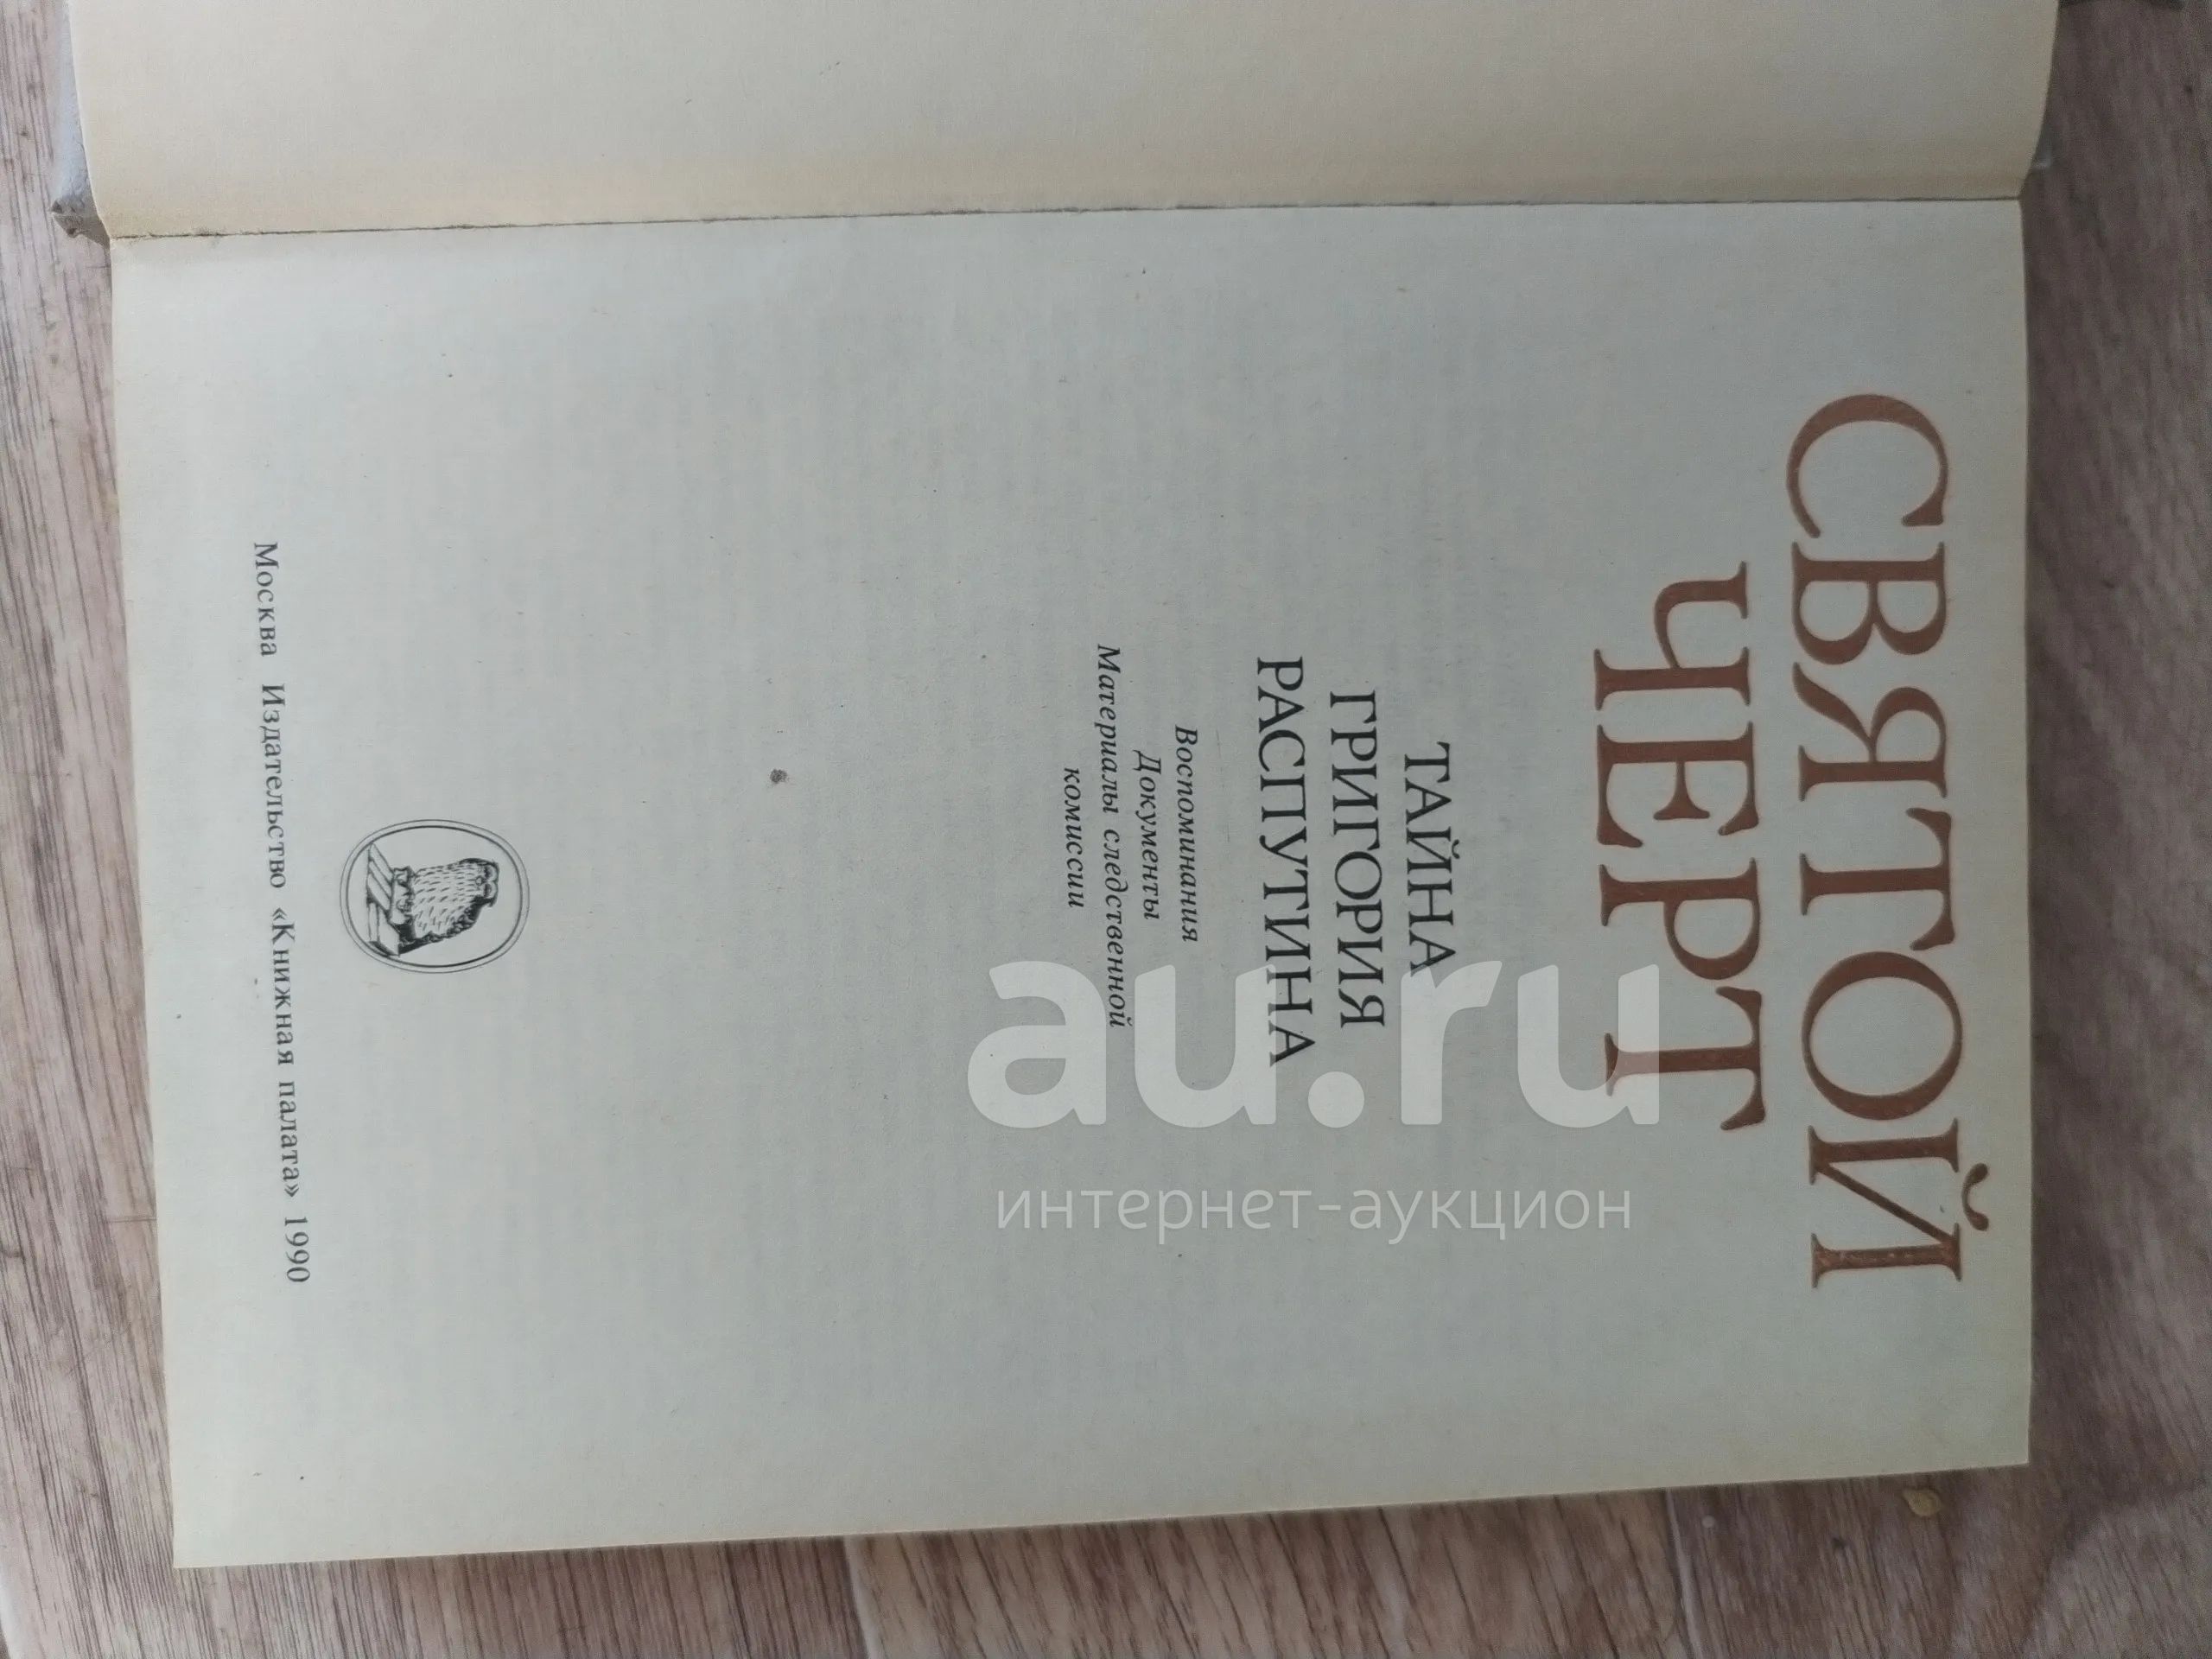 СВЯТОЙ
ЧЕРТ
ТАЙНА
ГРИГОРИЯ
РАСПУТИНА
Воспоминания
Документы
Материалы следственной
комиссии
Москва Издательство «Книжная палата» 1990
au.ru
интернет-аукцион